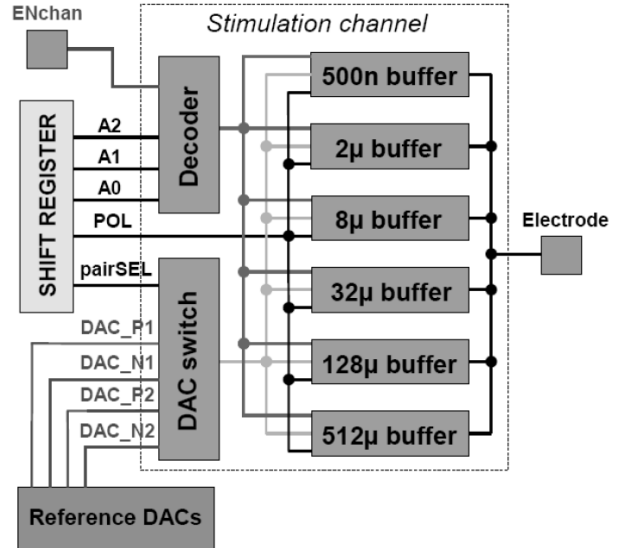 ENchan
Stimulation channel
SHIFT REGISTER
A2
A1
A0
POL
pairSEL
Decoder
DAC switch
DAC_P1
DAC_N1
DAC_P2
DAC_N2
Reference DACs
500n buffer
2µ buffer
8µ buffer
32µ buffer
128µ buffer
512µ buffer
Electrode